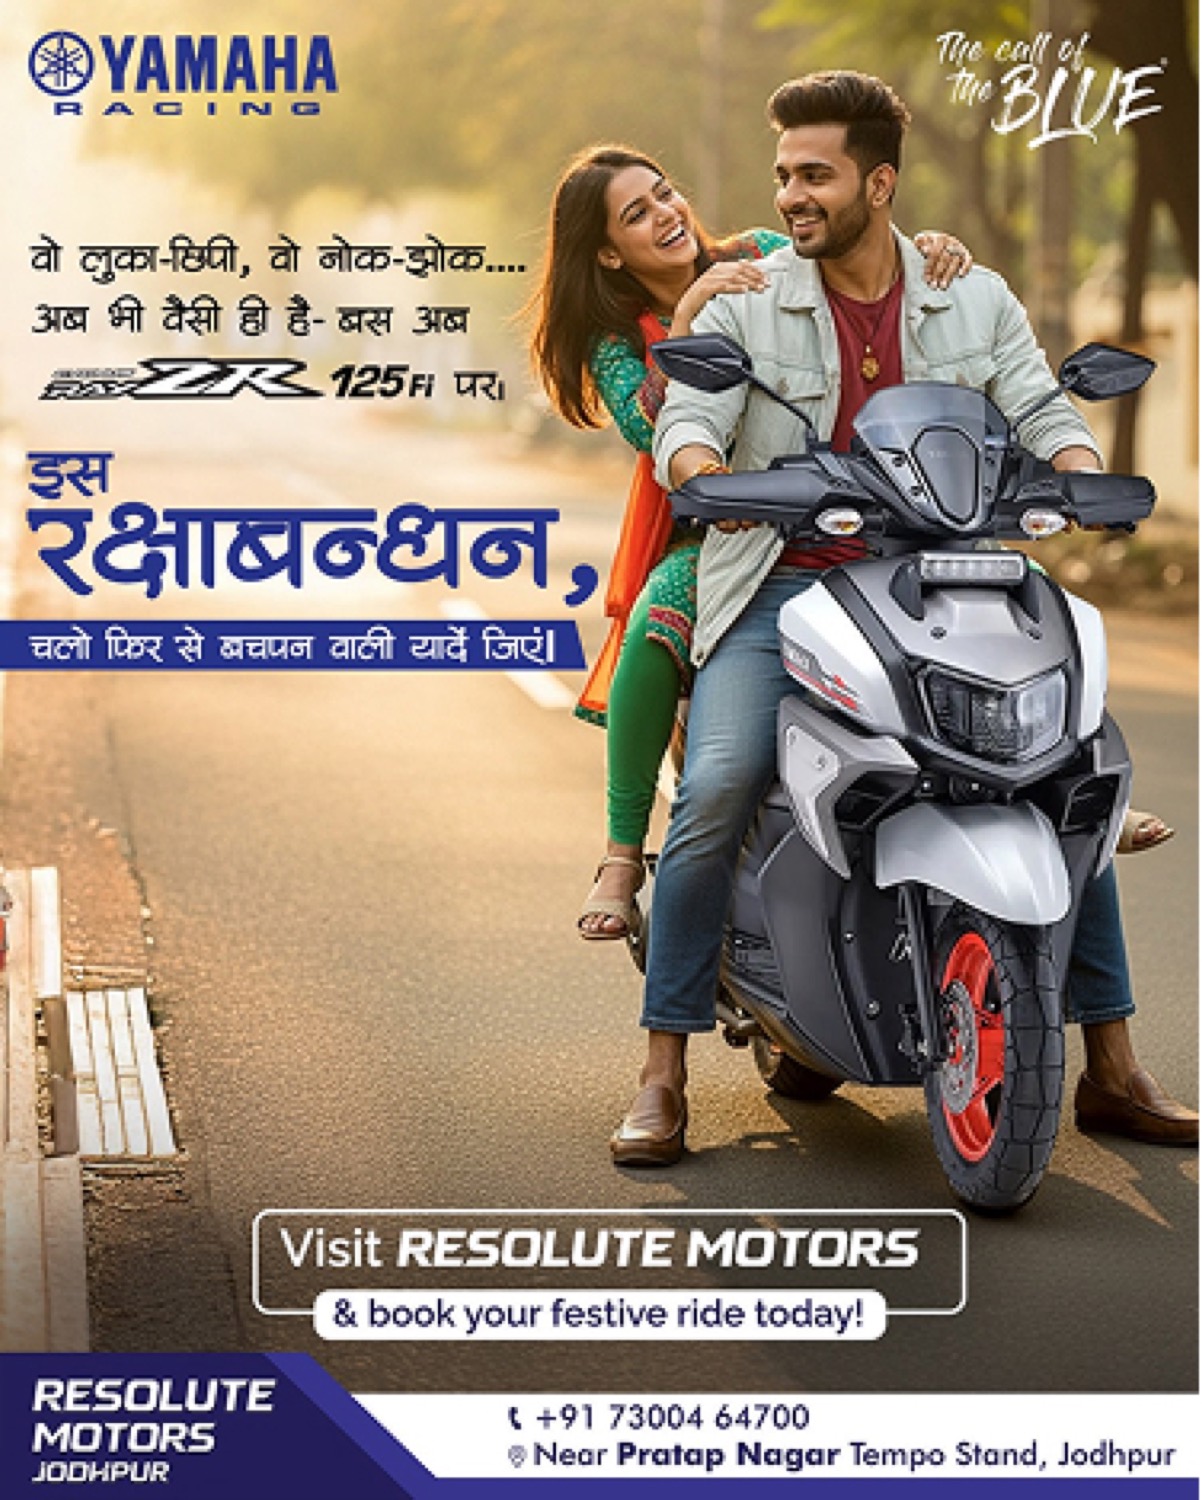 YAMAHA
RACING
The call of
the BLUE
वो लुका-छिपी, वो नोक-झोक....
अब भी वैसी ही है- बस अब
RAY ZR 125 Fi पर।
इस
रक्षाबन्धन,
चलो फिर से बचपन वाली यादें जिएं।
Visit RESOLUTE MOTORS
& book your festive ride today!
RESOLUTE
MOTORS
JODHPUR
+91 73004 64700
Near Pratap Nagar Tempo Stand, Jodhpur